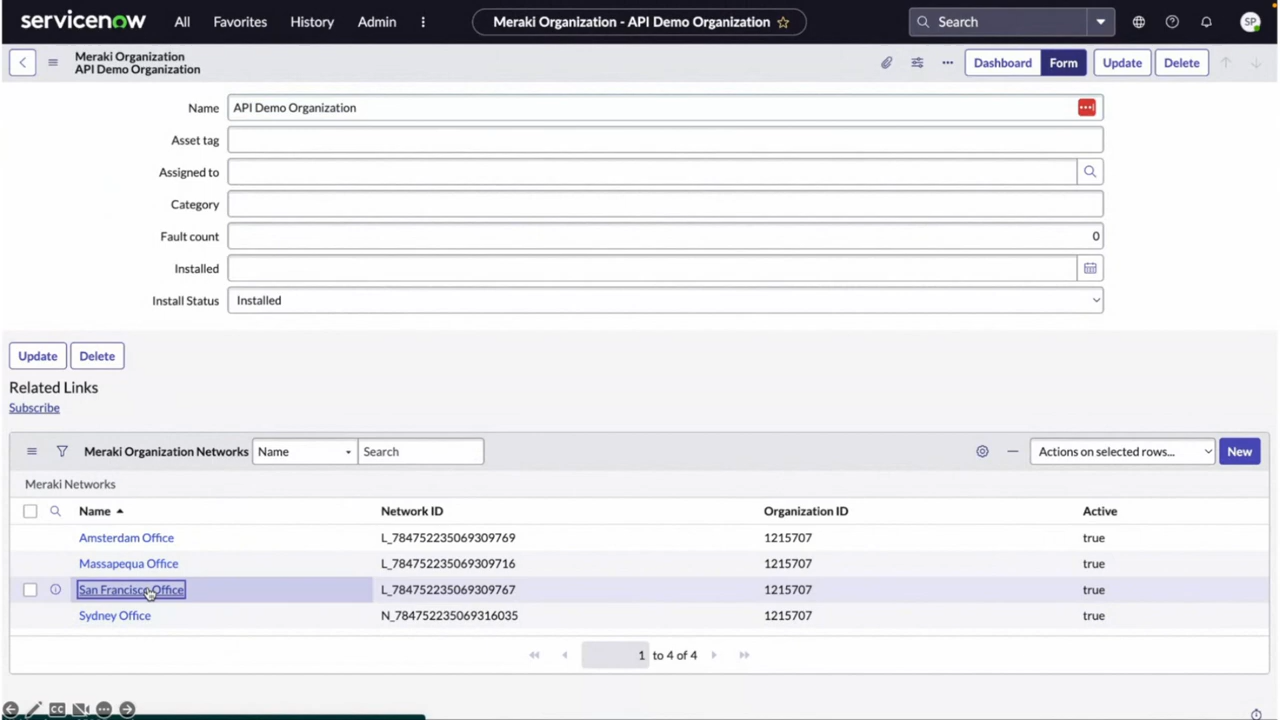 servicenow All Favorites History Admin Meraki Organization - API Demo Organization Search SP
Meraki Organization
API Demo Organization
Dashboard Form Update Delete
Name API Demo Organization
Asset tag
Assigned to
Category
Fault count 0
Installed
Install Status Installed
Update Delete
Related Links
Subscribe
Meraki Organization Networks Name Search Actions on selected rows... New
Meraki Networks
Name Network ID Organization ID Active
Amsterdam Office L_784752235069309769 1215707 true
Massapequa Office L_784752235069309716 1215707 true
San Francisco Office L_784752235069309767 1215707 true
Sydney Office N_784752235069316035 1215707 true
1 to 4 of 4
CC